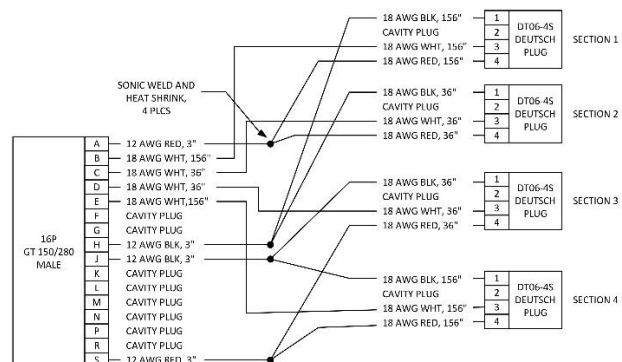 18 AWG BLK, 156" 1
CAVITY PLUG 2
18 AWG WHT, 156" 3
18 AWG RED, 156" 4
DT06-4S
DEUTSCH
PLUG
SECTION 1
SONIC WELD AND
HEAT SHRINK,
4 PLCS
18 AWG BLK, 36" 1
CAVITY PLUG 2
18 AWG WHT, 36" 3
18 AWG RED, 36" 4
DT06-4S
DEUTSCH
PLUG
SECTION 2
16P
GT 150/280
MALE
A 12 AWG RED, 3"
B 18 AWG WHT, 156"
C 18 AWG WHT, 36"
D 18 AWG WHT, 36"
E 18 AWG WHT,156"
F CAVITY PLUG
G CAVITY PLUG
H 12 AWG BLK, 3"
J 12 AWG BLK, 3"
K CAVITY PLUG
L CAVITY PLUG
M CAVITY PLUG
N CAVITY PLUG
P CAVITY PLUG
R CAVITY PLUG
S 12 AWG RED, 3"
18 AWG BLK, 36" 1
CAVITY PLUG 2
18 AWG WHT, 36" 3
18 AWG RED, 36" 4
DT06-4S
DEUTSCH
PLUG
SECTION 3
18 AWG BLK, 156" 1
CAVITY PLUG 2
18 AWG WHT, 156" 3
18 AWG RED, 156" 4
DT06-4S
DEUTSCH
PLUG
SECTION 4